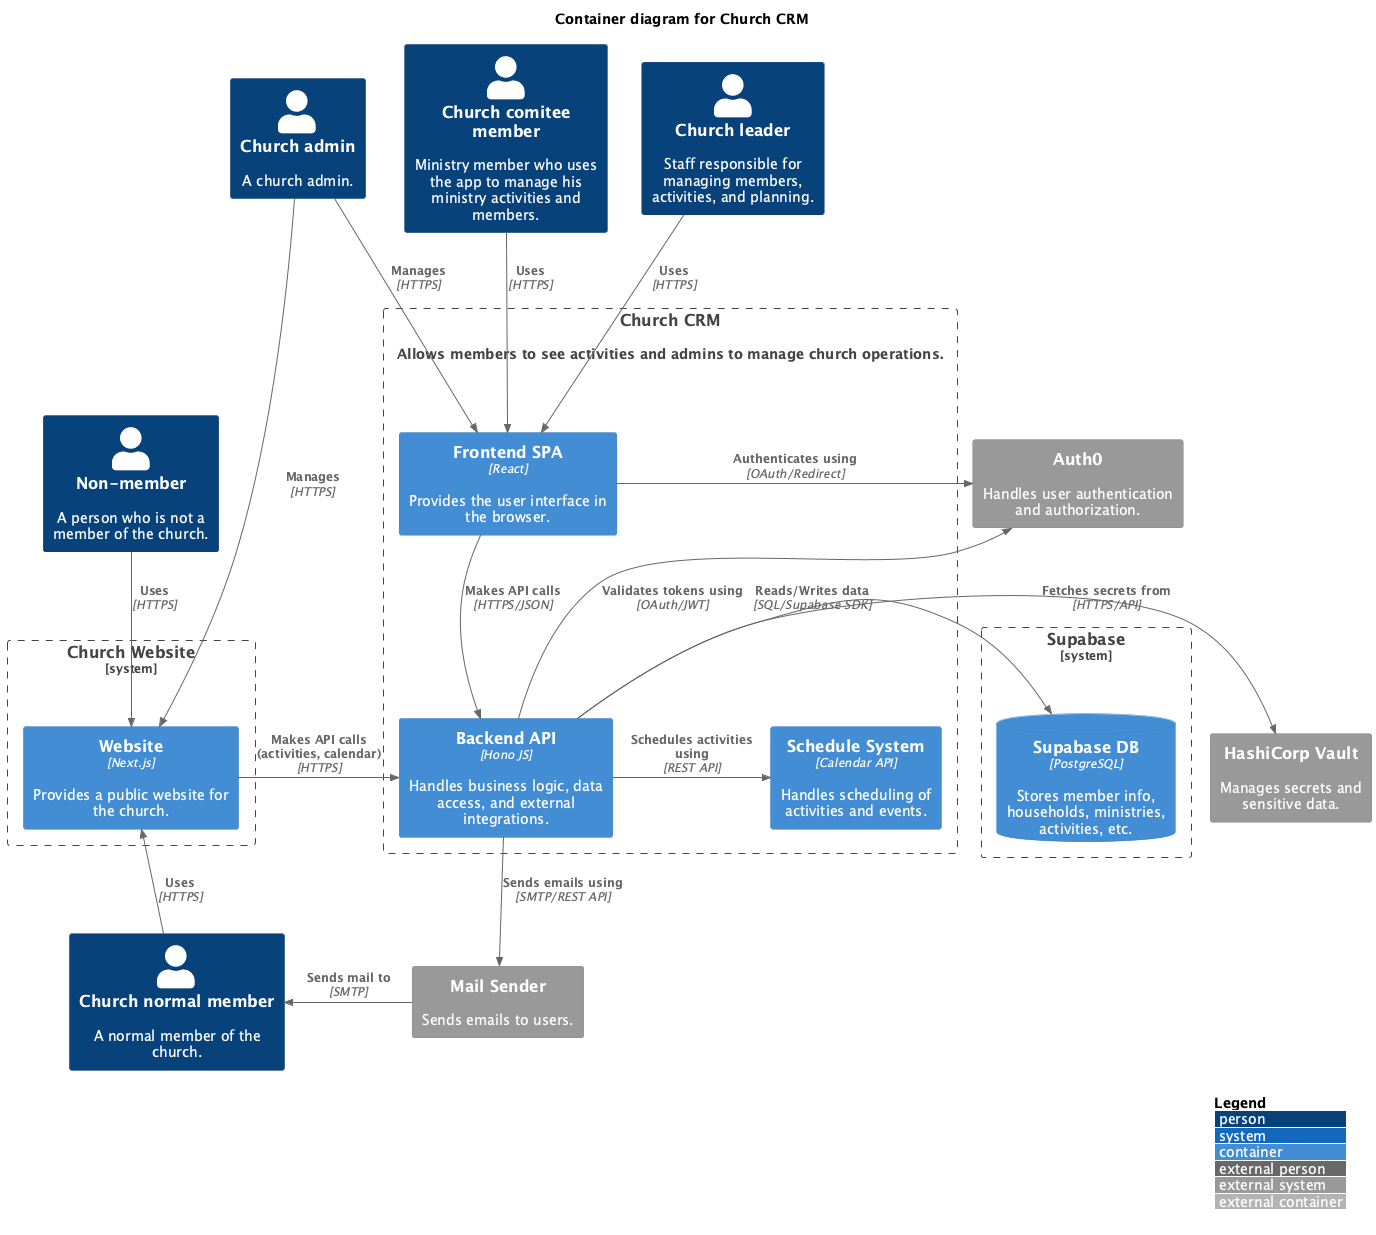 Container diagram for Church CRM
Church admin
A church admin.
Church comitee
member
Ministry member who uses
the app to manage his
ministry activities and
members.
Church leader
Staff responsible for
managing members,
activities, and planning.
Manages
[HTTPS]
Uses
[HTTPS]
Uses
[HTTPS]
Church CRM
Allows members to see activities and admins to manage church operations.
Non-member
A person who is not a
member of the church.
Manages
[HTTPS]
Frontend SPA
[React]
Provides the user interface in
the browser.
Authenticates using
[OAuth/Redirect]
Auth0
Handles user authentication
and authorization.
Uses
[HTTPS]
Makes API calls
[HTTPS/JSON]
Validates tokens using
[OAuth/JWT]
Reads/Writes data
[SQL/Supabase SDK]
Fetches secrets from
[HTTPS/API]
Church Website
[system]
Supabase
[system]
Website
[Next.js]
Provides a public website for
the church.
Makes API calls
(activities, calendar)
[HTTPS]
Backend API
[Hono JS]
Handles business logic, data
access, and external
integrations.
Schedules activities
using
[REST API]
Schedule System
[Calendar API]
Handles scheduling of
activities and events.
Supabase DB
[PostgreSQL]
Stores member info,
households, ministries,
activities, etc.
HashiCorp Vault
Manages secrets and
sensitive data.
Uses
[HTTPS]
Sends emails using
[SMTP/REST API]
Church normal member
A normal member of the
church.
Sends mail to
[SMTP]
Mail Sender
Sends emails to users.
Legend
person
system
container
external person
external system
external container